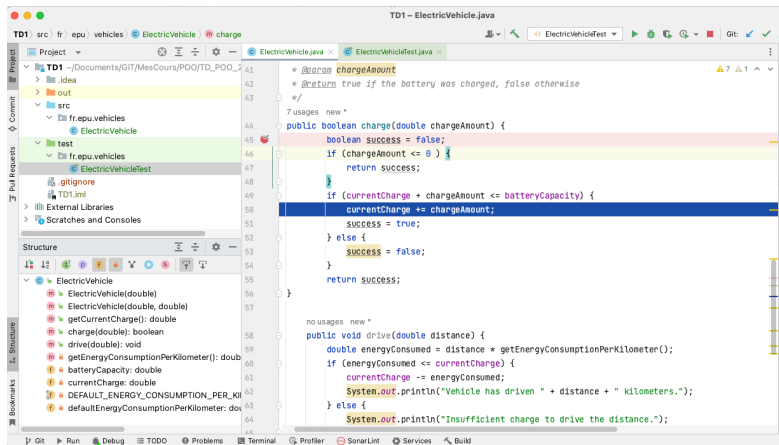 TD1 – ElectricVehicle.java
TD1 src fr epu vehicles ElectricVehicle charge
ElectricVehicleTest Git:
Project
ElectricVehicle.java ElectricVehicleTest.java
TD1 ~/Documents/GIT/MesCours/POO/TD_POO_2
.idea
out
src
fr.epu.vehicles
ElectricVehicle
test
fr.epu.vehicles
ElectricVehicleTest
.gitignore
TD1.iml
External Libraries
Scratches and Consoles
Structure
ElectricVehicle
ElectricVehicle(double)
ElectricVehicle(double, double)
getCurrentCharge(): double
charge(double): boolean
drive(double): void
getEnergyConsumptionPerKilometer(): doub
batteryCapacity: double
currentCharge: double
DEFAULT_ENERGY_CONSUMPTION_PER_KI
defaultEnergyConsumptionPerKilometer: dou
Project
Commit
Pull Requests
Structure
Bookmarks
7 1
41 * @param chargeAmount
42 * @return true if the battery was charged, false otherwise
43 */
7 usages new *
44 public boolean charge(double chargeAmount) {
45 boolean success = false;
46 if (chargeAmount <= 0 ) {
47 return success;
48 }
49 if (currentCharge + chargeAmount <= batteryCapacity) {
50 currentCharge += chargeAmount;
51 success = true;
52 } else {
53 success = false;
54 }
55 return success;
56 }
57
no usages new *
58 public void drive(double distance) {
59 double energyConsumed = distance * getEnergyConsumptionPerKilometer();
60 if (energyConsumed <= currentCharge) {
61 currentCharge -= energyConsumed;
62 System.out.println("Vehicle has driven " + distance + " kilometers.");
63 } else {
64 System.out.println("Insufficient charge to drive the distance.");
Git Run Debug TODO Problems Terminal Profiler SonarLint Services Build